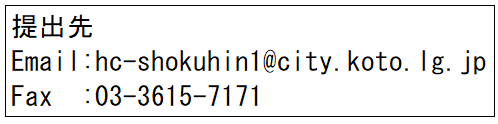 提出先
Email:hc-shokuhin1@city.koto.lg.jp
Fax  :03-3615-7171